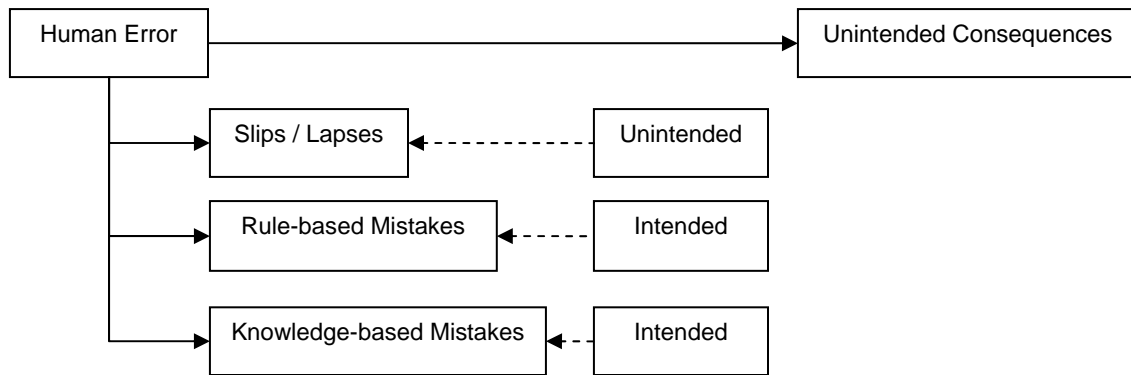 Human Error
Unintended Consequences
Slips / Lapses
Unintended
Rule-based Mistakes
Intended
Knowledge-based Mistakes
Intended